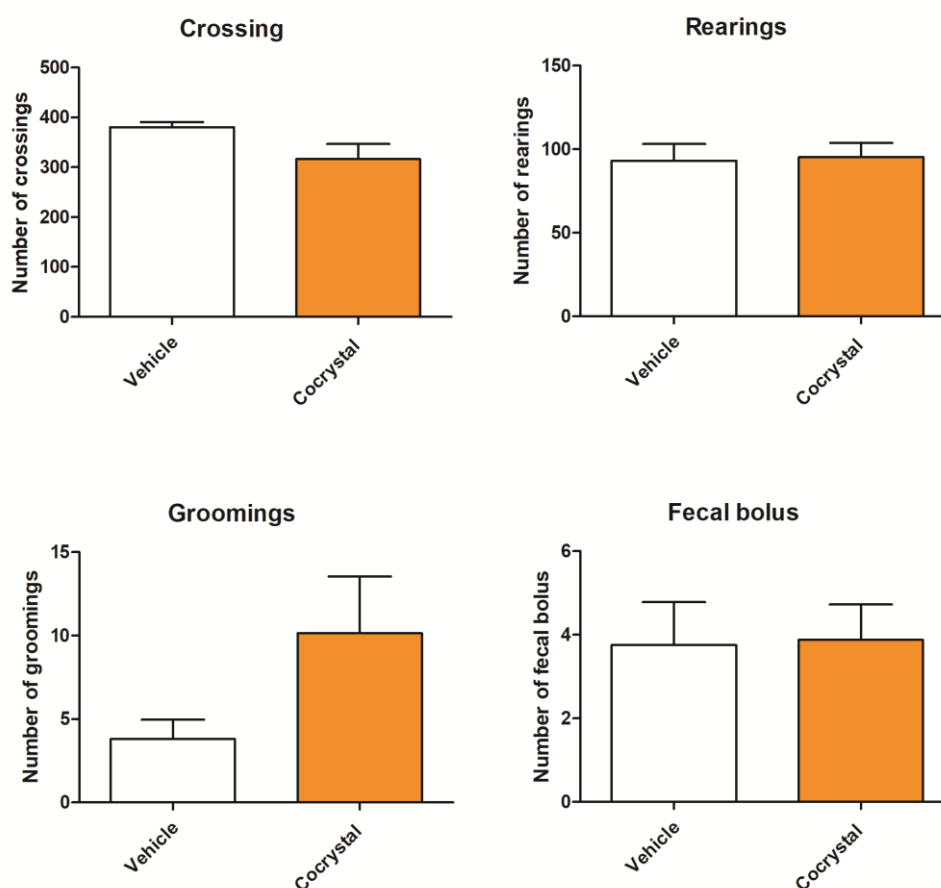 Crossing
Number of crossings
500
400
300
200
100
0
Vehicle
Cocrystal
Rearings
Number of rearings
150
100
50
0
Vehicle
Cocrystal
Groomings
Number of groomings
15
10
5
0
Vehicle
Cocrystal
Fecal bolus
Number of fecal bolus
6
4
2
0
Vehicle
Cocrystal